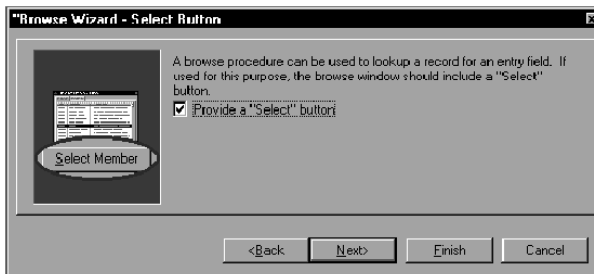 "Browse Wizard - Select Button
A browse procedure can be used to lookup a record for an entry field. If
used for this purpose, the browse window should include a "Select"
button.
Provide a "Select" button
Select Member
<Back
Next>
Finish
Cancel